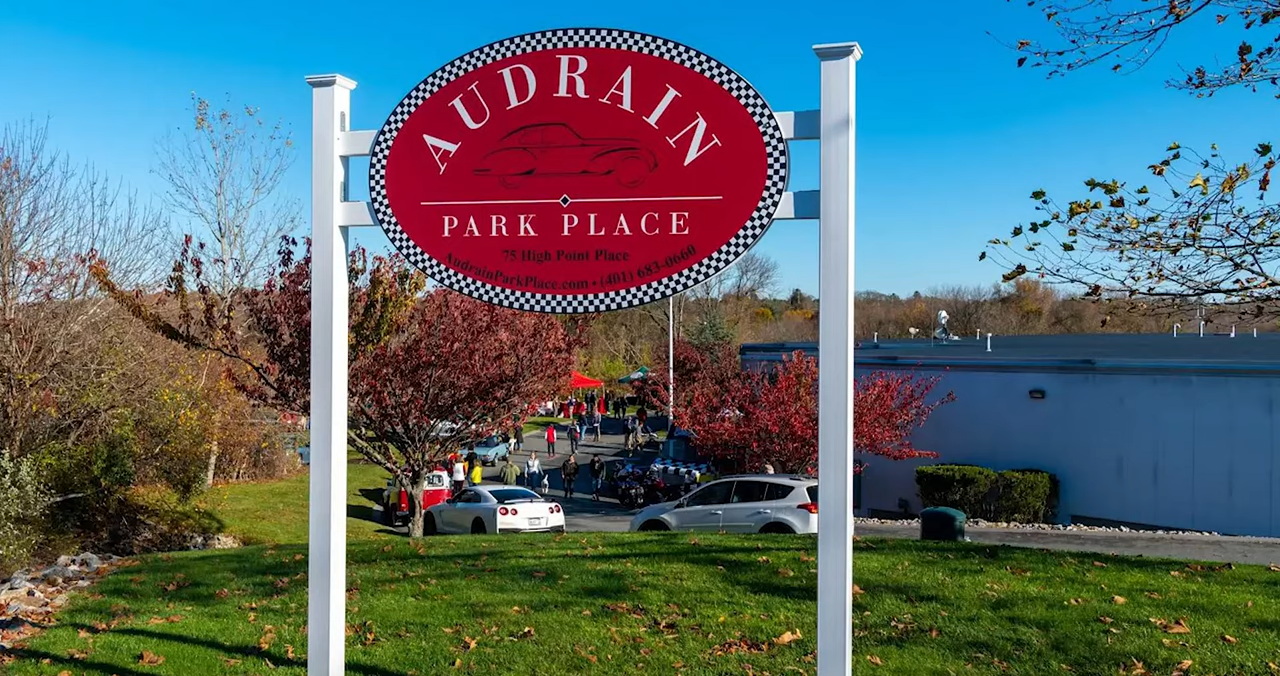 AUDRAIN
PARK PLACE
75 High Point Place
AudrainParkPlace.com • (401) 683-0660